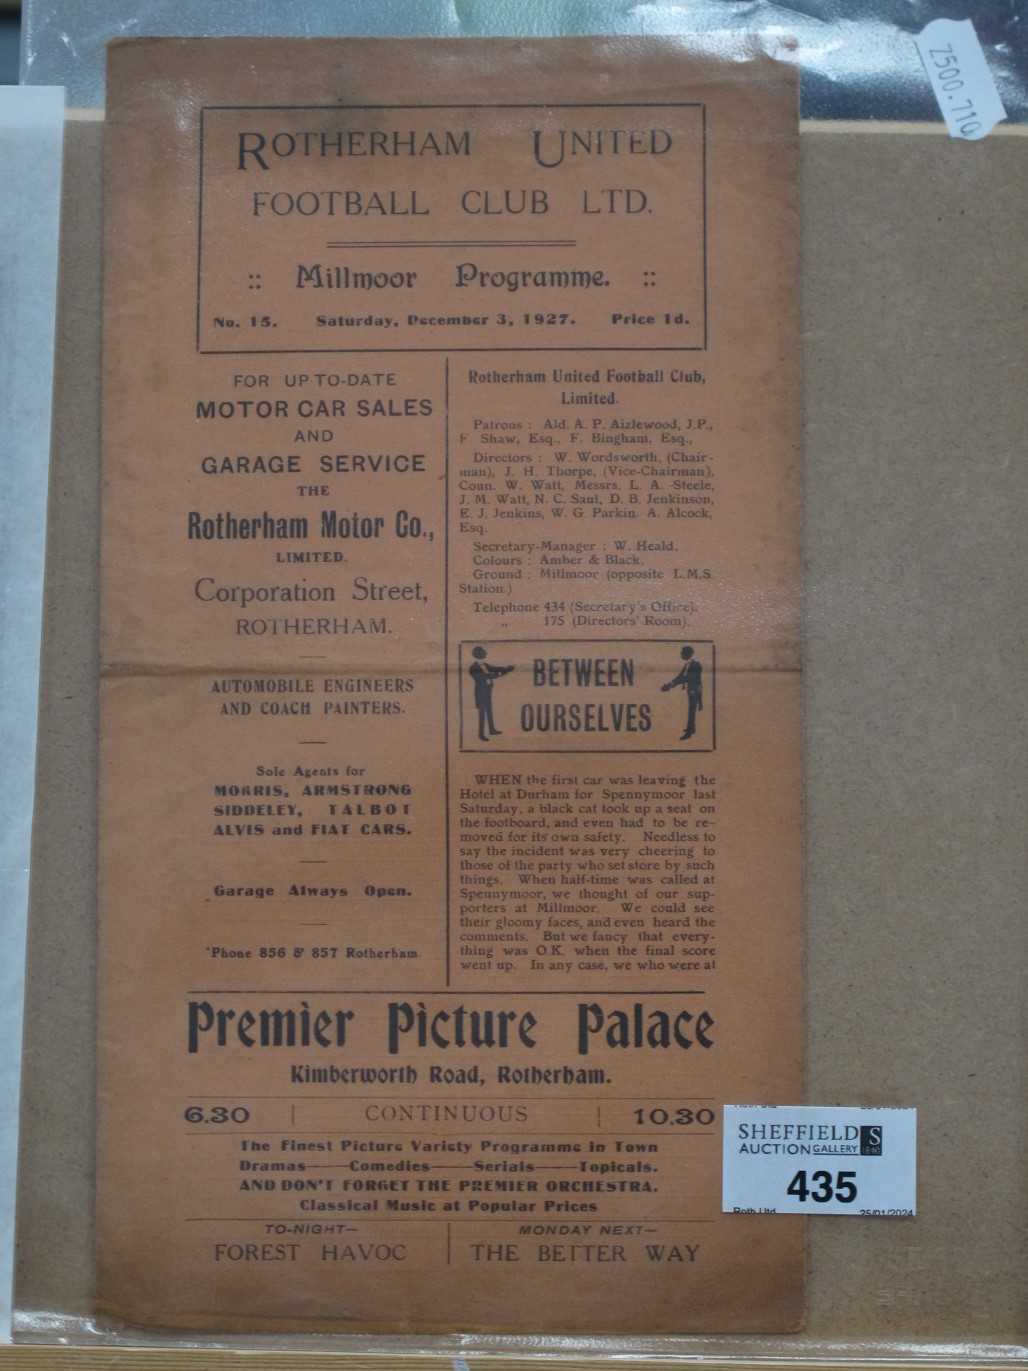 ROTHERHAM UNITED
FOOTBALL CLUB LTD.
:: Millmoor Programme. ::
No. 15. Saturday, December 3, 1927. Price 1d.
FOR UP TO-DATE
MOTOR CAR SALES
AND
GARAGE SERVICE
THE
Rotherham Motor Co.,
LIMITED.
Corporation Street,
ROTHERHAM.
AUTOMOBILE ENGINEERS
AND COACH PAINTERS.
Sole Agents for
MORRIS, ARMSTRONG
SIDDELEY, TALBOT
ALVIS and FIAT CARS.
Garage Always Open.
'Phone 856 & 857 Rotherham
Rotherham United Football Club,
Limited.
Patrons : Ald. A. P. Aizlewood, J.P.,
F. Shaw, Esq., F. Bingham, Esq.,
Directors : W. Wordsworth, (Chair-
man), J. H. Thorpe, (Vice-Chairman),
Coun. W. Watt, Messrs. L. A. Steele,
J. M. Watt, N. C. Saul, D. B. Jenkinson,
E. J. Jenkins, W. G. Parkin. A. Alcock,
Esq.
Secretary-Manager : W. Heald.
Colours : Amber & Black.
Ground : Millmoor (opposite L.M.S.
Station.)
Telephone 434 (Secretary's Office).
" 175 (Directors' Room).
BETWEEN
OURSELVES
WHEN the first car was leaving the
Hotel at Durham for Spennymoor last
Saturday, a black cat took up a seat on
the footboard, and even had to be re-
moved for its own safety. Needless to
say the incident was very cheering to
those of the party who set store by such
things. When half-time was called at
Spennymoor, we thought of our sup-
porters at Millmoor. We could see
their gloomy faces, and even heard the
comments. But we fancy that every-
thing was O.K. when the final score
went up. In any case, we who were at
Premier Picture Palace
Kimberworth Road, Rotherham.
6.30 | CONTINUOUS | 10.30
The Finest Picture Variety Programme in Town
Dramas—Comedies—Serials—Topicals.
AND DON'T FORGET THE PREMIER ORCHESTRA.
Classical Music at Popular Prices
TO-NIGHT—
FOREST HAVOC
MONDAY NEXT—
THE BETTER WAY
7500.710
SHEFFIELD S
AUCTION GALLERY
435
Roth Utd 25/01/2024